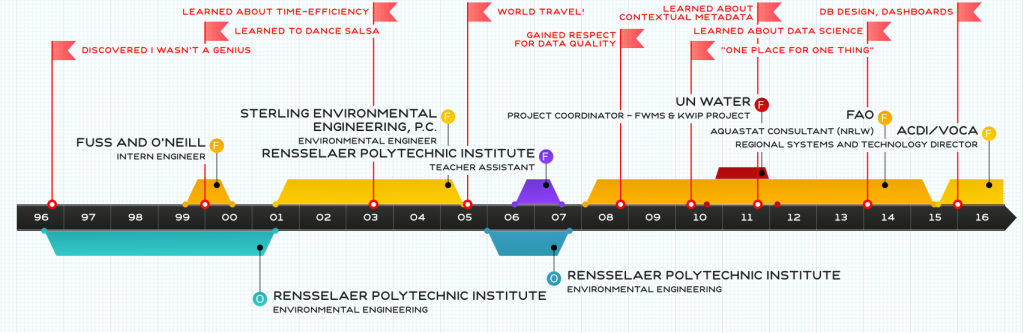 LEARNED ABOUT TIME-EFFICIENCY
WORLD TRAVEL!
LEARNED ABOUT
CONTEXTUAL METADATA
DB DESIGN, DASHBOARDS
LEARNED TO DANCE SALSA
GAINED RESPECT
FOR DATA QUALITY
LEARNED ABOUT DATA SCIENCE
DISCOVERED I WASN'T A GENIUS
"ONE PLACE FOR ONE THING"
UN WATER F
PROJECT COORDINATOR - FWMS & KWIP PROJECT
STERLING ENVIRONMENTAL F
ENGINEERING, P.C.
ENVIRONMENTAL ENGINEER
FAO F
AQUASTAT CONSULTANT (NRLW)
ACDI/VOCA F
REGIONAL SYSTEMS AND TECHNOLOGY DIRECTOR
FUSS AND O'NEILL F
INTERN ENGINEER
RENSSELAER POLYTECHNIC INSTITUTE F
TEACHER ASSISTANT
96 97 98 99 00 01 02 03 04 05 06 07 08 09 10 11 12 13 14 15 16
O RENSSELAER POLYTECHNIC INSTITUTE
ENVIRONMENTAL ENGINEERING
O RENSSELAER POLYTECHNIC INSTITUTE
ENVIRONMENTAL ENGINEERING